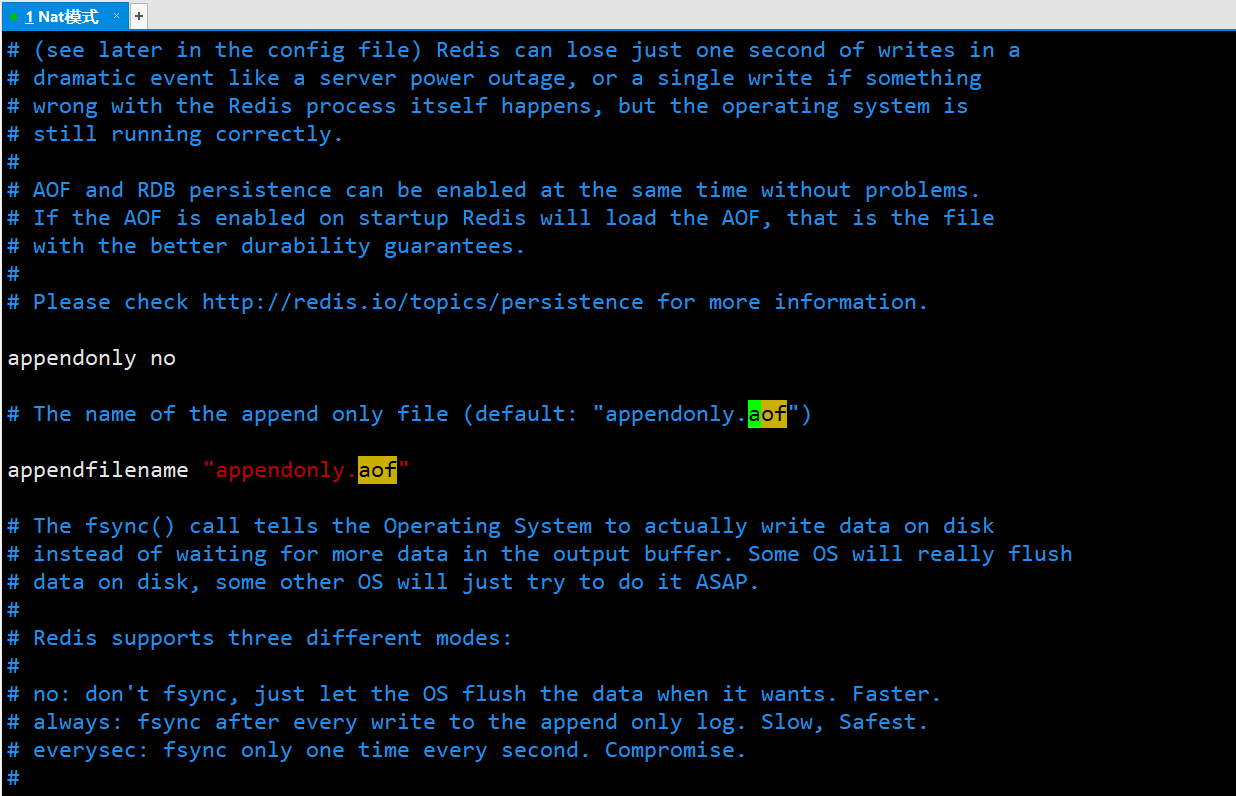 1 Nat模式 × +
# (see later in the config file) Redis can lose just one second of writes in a
# dramatic event like a server power outage, or a single write if something
# wrong with the Redis process itself happens, but the operating system is
# still running correctly.
#
# AOF and RDB persistence can be enabled at the same time without problems.
# If the AOF is enabled on startup Redis will load the AOF, that is the file
# with the better durability guarantees.
#
# Please check http://redis.io/topics/persistence for more information.
appendonly no
# The name of the append only file (default: "appendonly.aof")
appendfilename "appendonly.aof"
# The fsync() call tells the Operating System to actually write data on disk
# instead of waiting for more data in the output buffer. Some OS will really flush
# data on disk, some other OS will just try to do it ASAP.
#
# Redis supports three different modes:
#
# no: don't fsync, just let the OS flush the data when it wants. Faster.
# always: fsync after every write to the append only log. Slow, Safest.
# everysec: fsync only one time every second. Compromise.
#